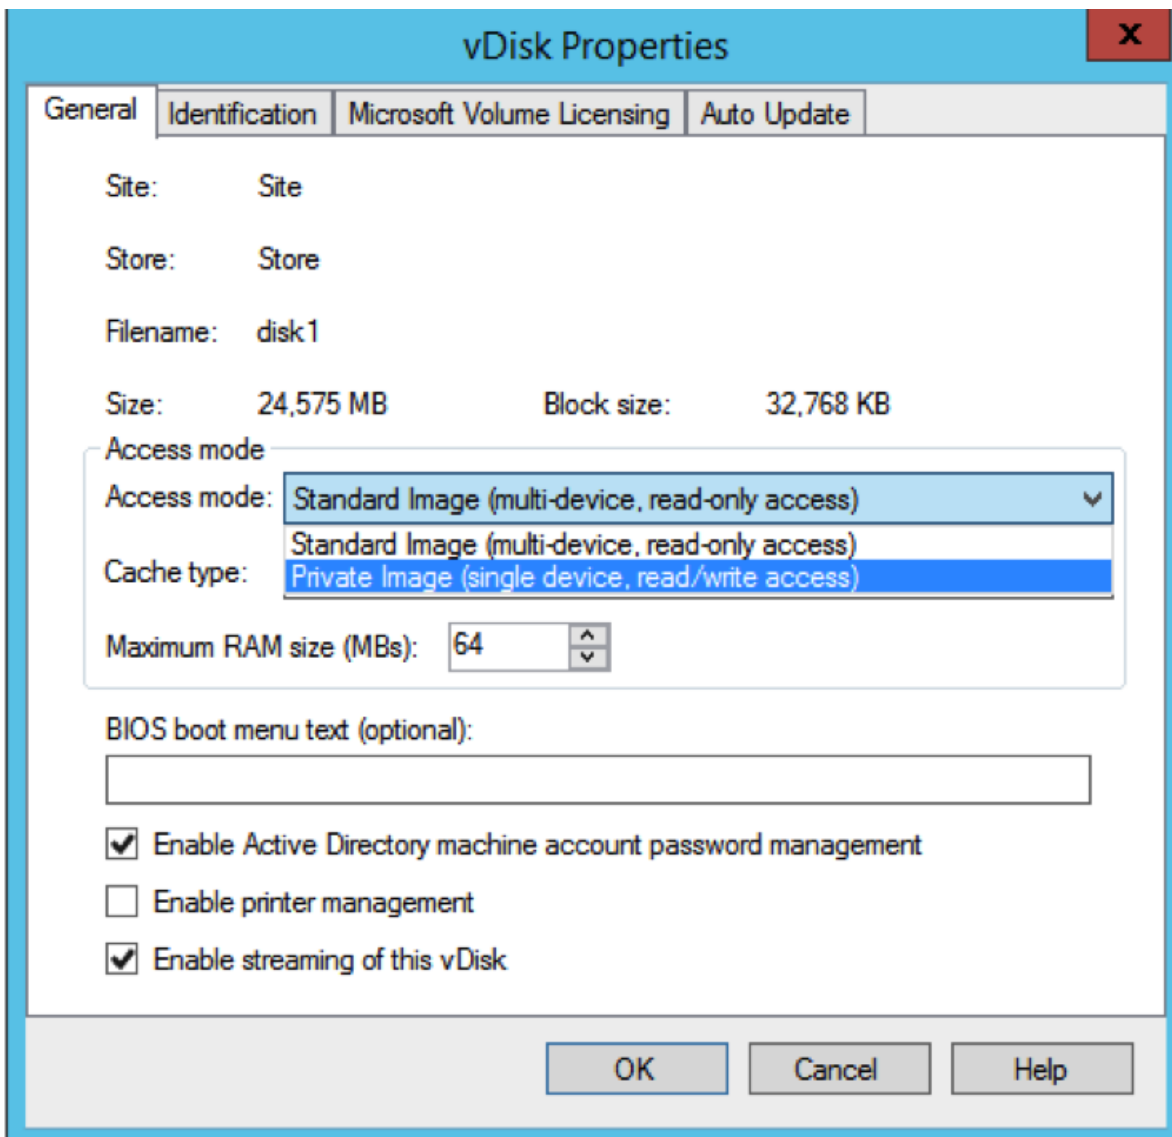 vDisk Properties
x
General Identification Microsoft Volume Licensing Auto Update
Site: Site
Store: Store
Filename: disk1
Size: 24,575 MB Block size: 32,768 KB
Access mode
Access mode: Standard Image (multi-device, read-only access)
Standard Image (multi-device, read-only access)
Cache type: Private Image (single device, read/write access)
Maximum RAM size (MBs): 64
BIOS boot menu text (optional):
Enable Active Directory machine account password management
Enable printer management
Enable streaming of this vDisk
OK Cancel Help